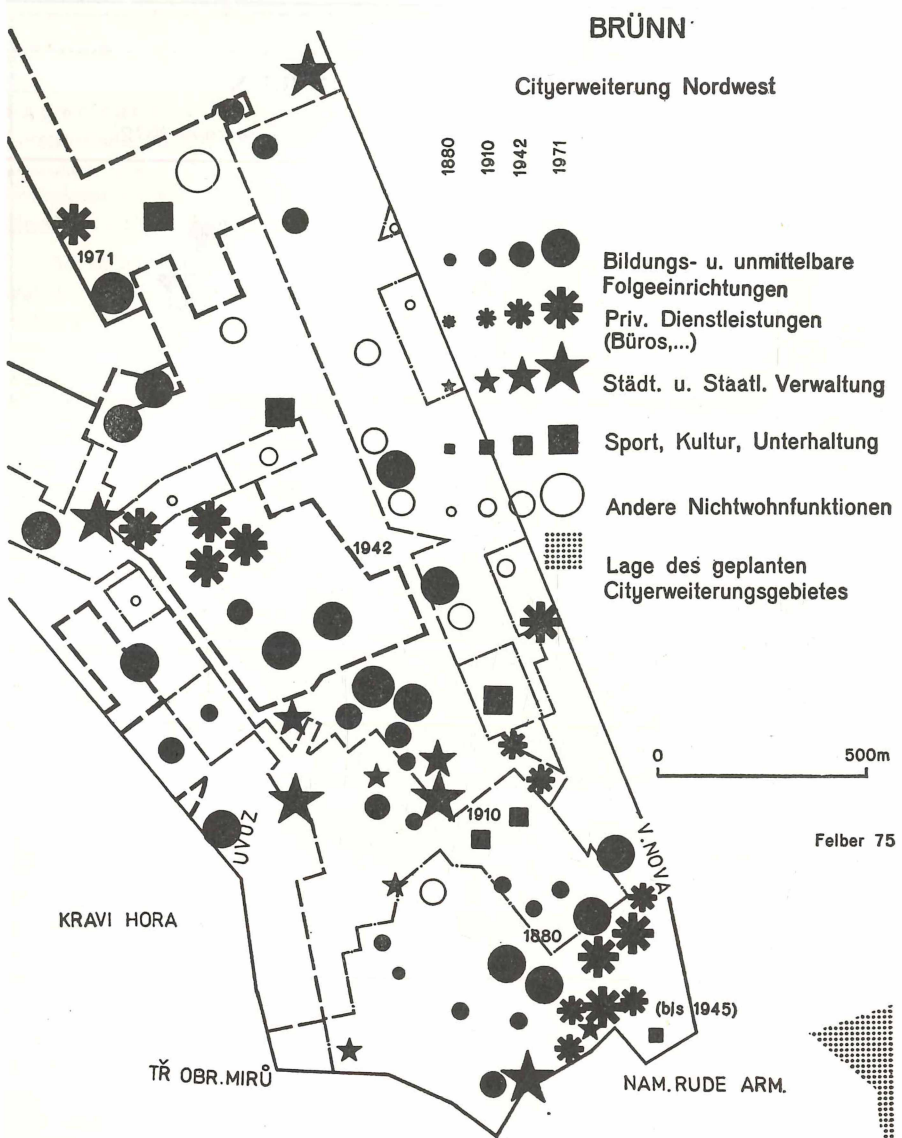 BRÜNN
Cityerweiterung Nordwest
1880
1910
1942
1971
Bildungs- u. unmittelbare
Folgeeinrichtungen
Priv. Dienstleistungen
(Büros,...)
Städt. u. Staatl. Verwaltung
Sport, Kultur, Unterhaltung
Andere Nichtwohnfunktionen
Lage des geplanten
Cityerweiterungsgebietes
0 500m
Felber 75
1971
1942
1910
UVOZ
V. NOVA
KRAVI HORA
1880
(bis 1945)
TŘ OBR. MIRŮ
NAM. RUDE ARM.